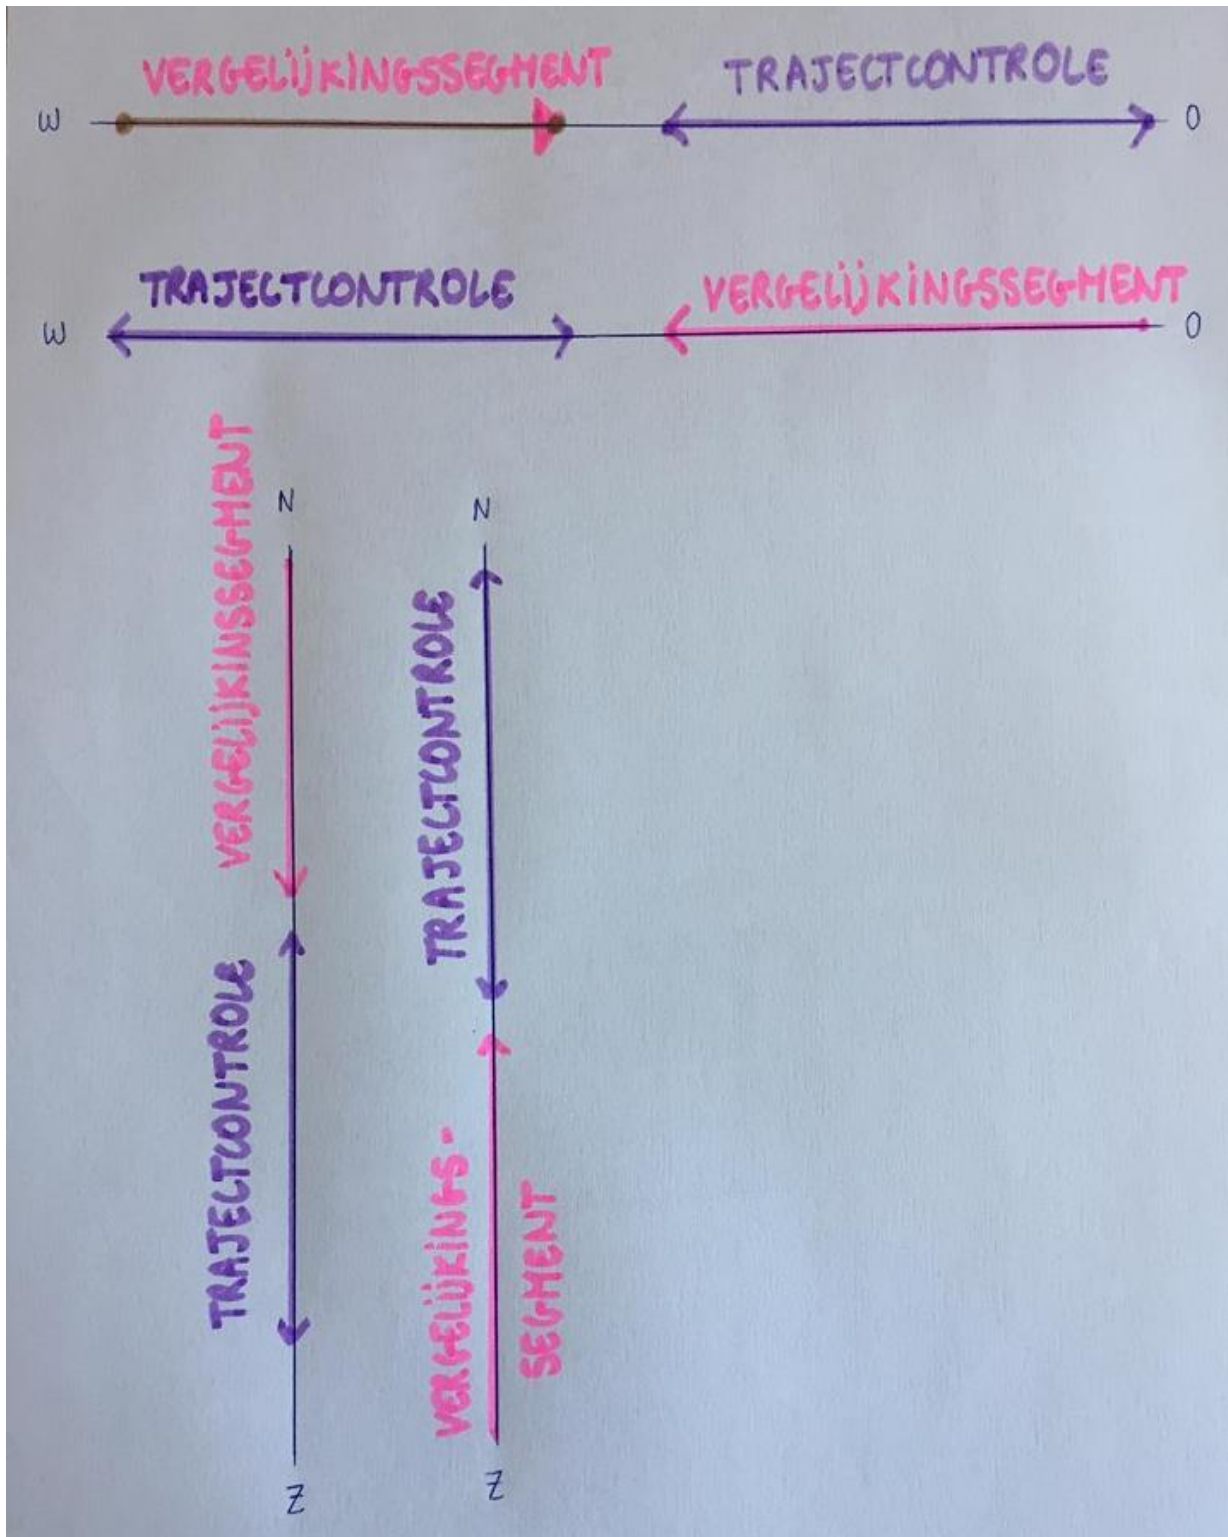 VERGELIJKINGSSEGMENT TRAJECTCONTROLE
W O
TRAJECTCONTROLE VERGELIJKINGSSEGMENT
W O
N N
VERGELIJKINSSEGMENT
TRAJECTCONTROLE
TRAJECTCONTROLE
VERGELIJKINGS-
SEGMENT
Z Z